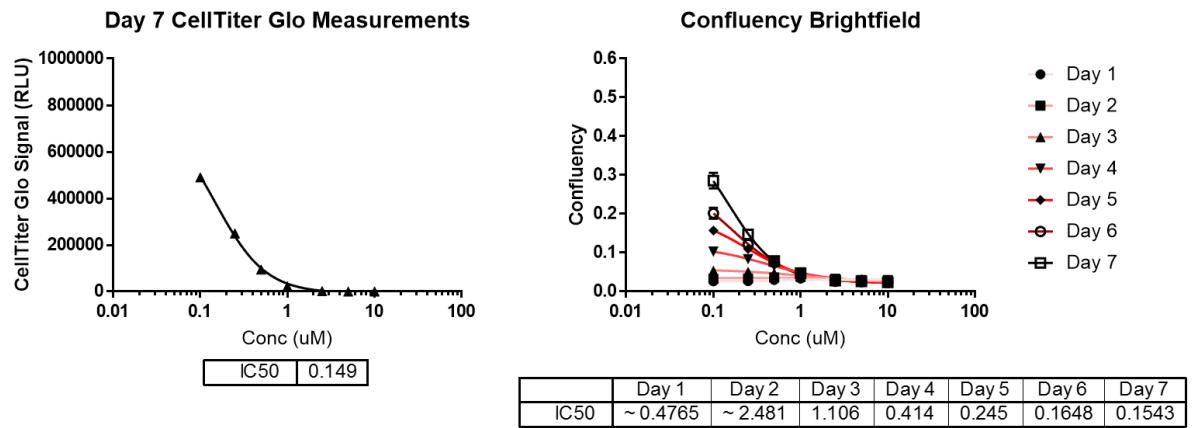 Day 7 CellTiter Glo Measurements
CellTiter Glo Signal (RLU)
1000000
800000
600000
400000
200000
0
0.01 0.1 1 10 100
Conc (uM)
IC50 0.149
Confluency Brightfield
Confluency
0.6
0.5
0.4
0.3
0.2
0.1
0.0
0.01 0.1 1 10 100
Conc (uM)
Day 1
Day 2
Day 3
Day 4
Day 5
Day 6
Day 7
Day 1 Day 2 Day 3 Day 4 Day 5 Day 6 Day 7
IC50 ~ 0.4765 ~ 2.481 1.106 0.414 0.245 0.1648 0.1543